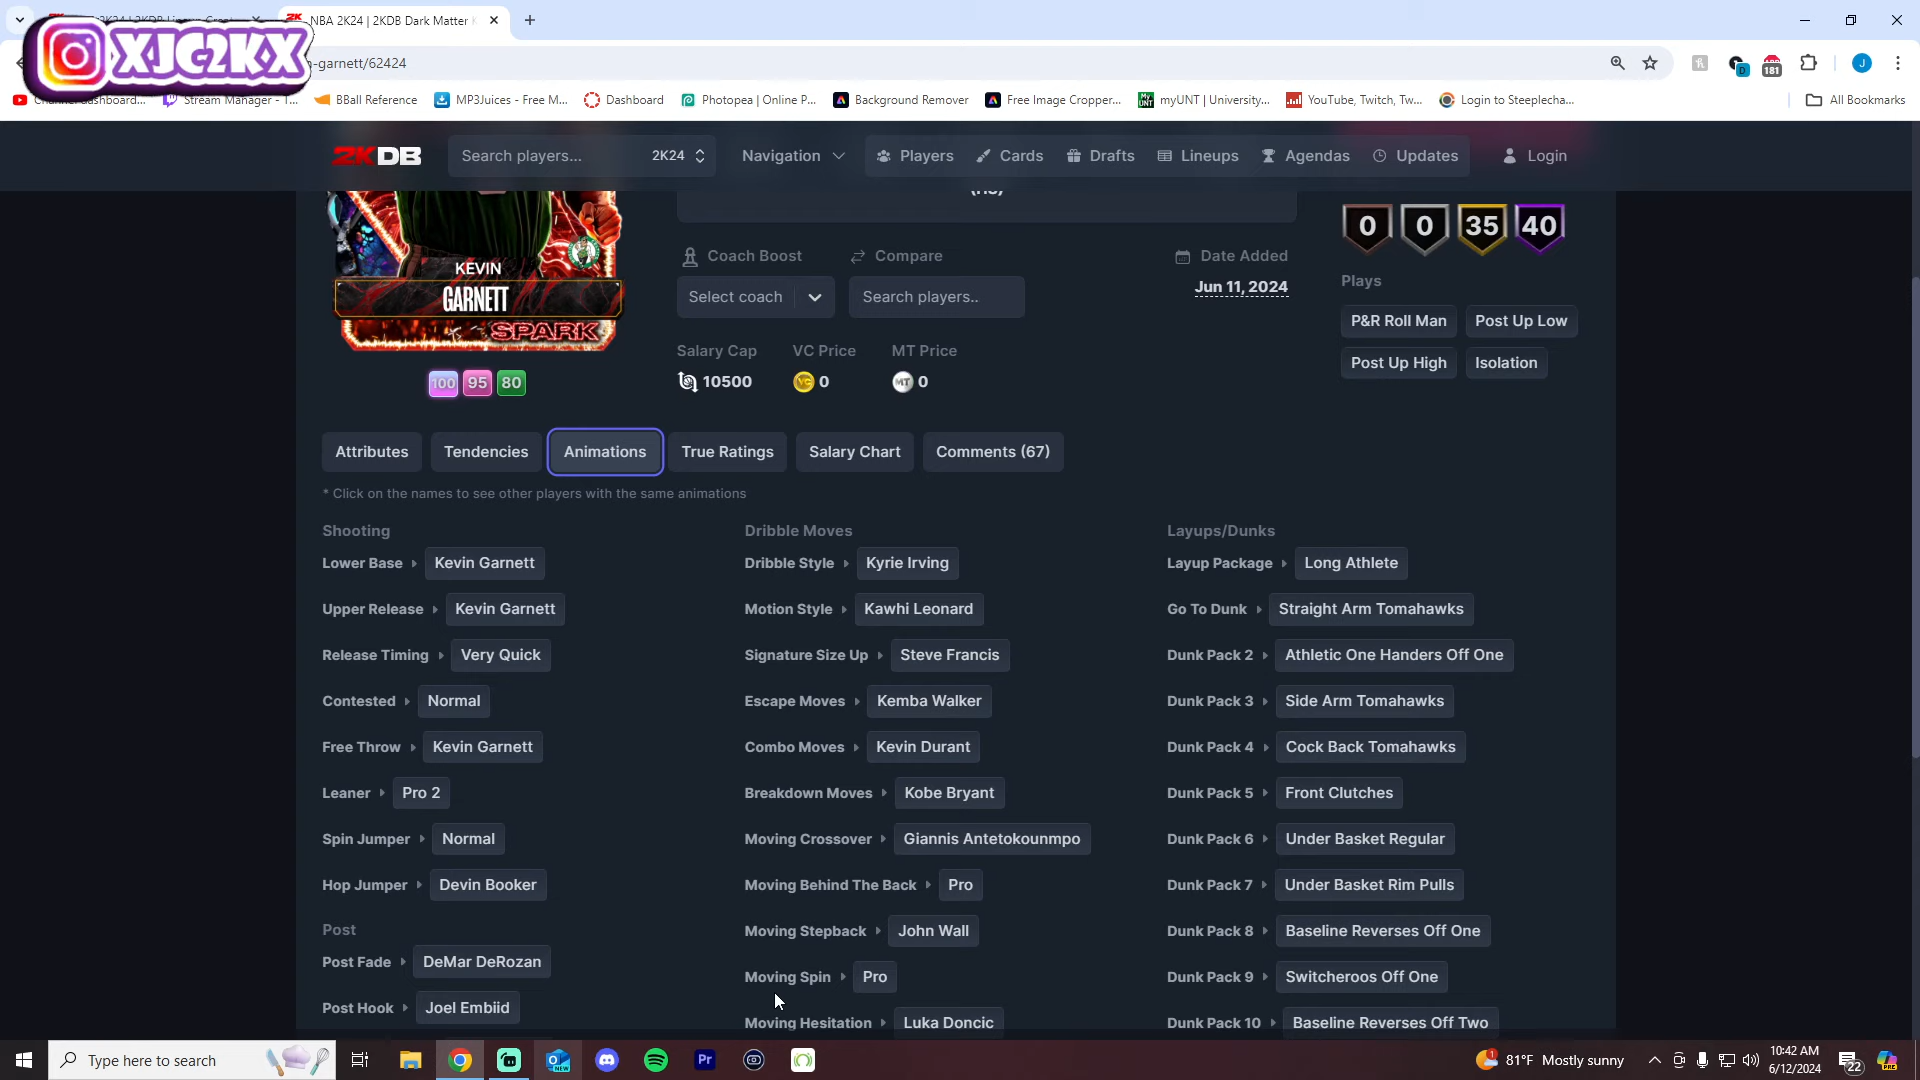 NBA 2K24 | 2KDB Dark Matter
XJC2KX
n-garnett/62424
181
D
J
Channel dashboard...
Stream Manager - T...
BBall Reference
MP3Juices - Free M...
Dashboard
Photopea | Online P...
Background Remover
Free Image Cropper...
myUNT | University...
YouTube, Twitch, Tw...
Login to Steeplecha...
All Bookmarks
2KDB
Search players...
2K24
Navigation
Players
Cards
Drafts
Lineups
Agendas
Updates
Login
KEVIN
GARNETT
SPARK
100 95 80
Coach Boost
Select coach
Compare
Search players..
Date Added
Jun 11, 2024
Salary Cap
10500
VC Price
VC 0
MT Price
MT 0
0 0 35 40
Plays
P&R Roll Man
Post Up Low
Post Up High
Isolation
Attributes
Tendencies
Animations
True Ratings
Salary Chart
Comments (67)
* Click on the names to see other players with the same animations
Shooting
Lower Base Kevin Garnett
Upper Release Kevin Garnett
Release Timing Very Quick
Contested Normal
Free Throw Kevin Garnett
Leaner Pro 2
Spin Jumper Normal
Hop Jumper Devin Booker
Post
Post Fade DeMar DeRozan
Post Hook Joel Embiid
Dribble Moves
Dribble Style Kyrie Irving
Motion Style Kawhi Leonard
Signature Size Up Steve Francis
Escape Moves Kemba Walker
Combo Moves Kevin Durant
Breakdown Moves Kobe Bryant
Moving Crossover Giannis Antetokounmpo
Moving Behind The Back Pro
Moving Stepback John Wall
Moving Spin Pro
Moving Hesitation Luka Doncic
Layups/Dunks
Layup Package Long Athlete
Go To Dunk Straight Arm Tomahawks
Dunk Pack 2 Athletic One Handers Off One
Dunk Pack 3 Side Arm Tomahawks
Dunk Pack 4 Cock Back Tomahawks
Dunk Pack 5 Front Clutches
Dunk Pack 6 Under Basket Regular
Dunk Pack 7 Under Basket Rim Pulls
Dunk Pack 8 Baseline Reverses Off One
Dunk Pack 9 Switcheroos Off One
Dunk Pack 10 Baseline Reverses Off Two
Type here to search
NEW
Pr
1
81°F Mostly sunny
10:42 AM
6/12/2024
22
PRE